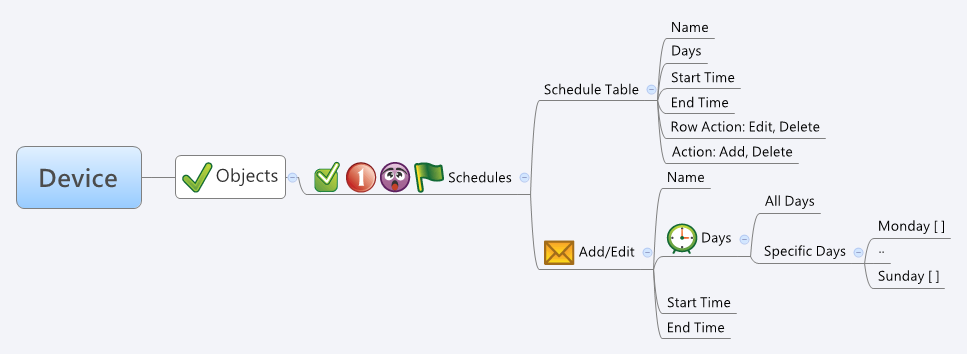 Device
Objects
1
Schedules
Schedule Table
Name
Days
Start Time
End Time
Row Action: Edit, Delete
Action: Add, Delete
Add/Edit
Name
Days
All Days
Specific Days
Monday [ ]
..
Sunday [ ]
Start Time
End Time